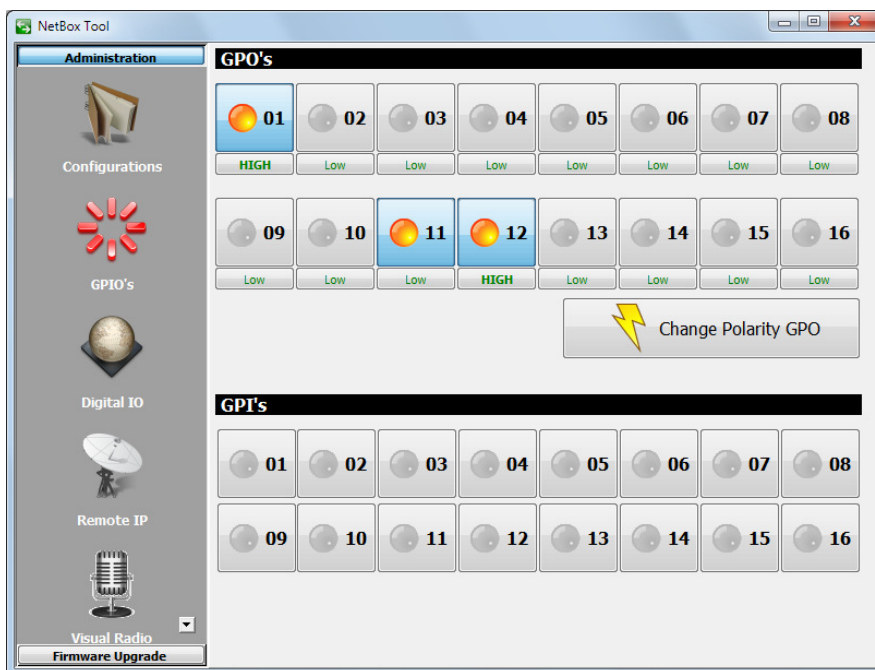 NetBox Tool
Administration
Configurations
GPIO's
Digital IO
Remote IP
Visual Radio
Firmware Upgrade
GPO's
01 02 03 04 05 06 07 08
HIGH Low Low Low Low Low Low Low
09 10 11 12 13 14 15 16
Low Low Low HIGH Low Low Low Low
Change Polarity GPO
GPI's
01 02 03 04 05 06 07 08
09 10 11 12 13 14 15 16